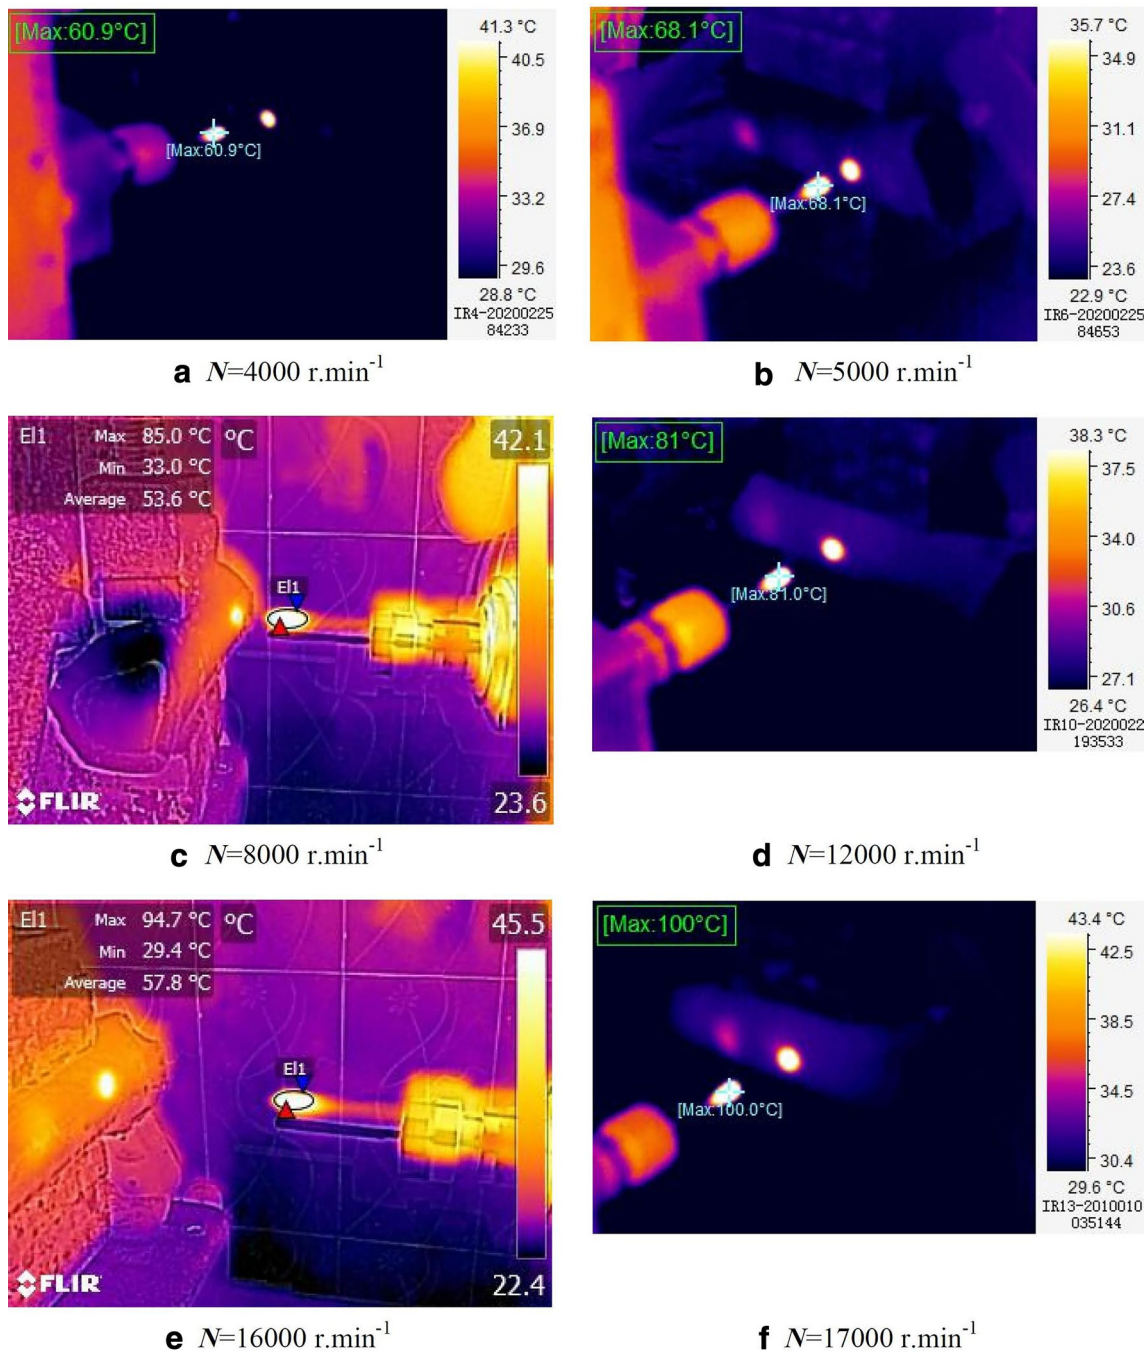 [Max:60.9°C]
41.3 °C
40.5
36.9
33.2
29.6
28.8 °C
IR4-20200225
84233
[Max:60.9°C]
a N=4000 r.min-1
[Max:68.1°C]
35.7 °C
34.9
31.1
27.4
23.6
22.9 °C
IR6-20200225
84653
[Max:68.1°C]
b N=5000 r.min-1
El1 Max 85.0 °C °C
Min 33.0 °C
Average 53.6 °C
42.1
El1
FLIR
23.6
c N=8000 r.min-1
[Max:81°C]
38.3 °C
37.5
34.0
30.6
27.1
26.4 °C
IR10-2020022
193533
[Max:81.0°C]
d N=12000 r.min-1
El1 Max 94.7 °C °C
Min 29.4 °C
Average 57.8 °C
45.5
El1
FLIR
22.4
e N=16000 r.min-1
[Max:100°C]
43.4 °C
42.5
38.5
34.5
30.4
29.6 °C
IR13-2010010
035144
[Max:100.0°C]
f N=17000 r.min-1